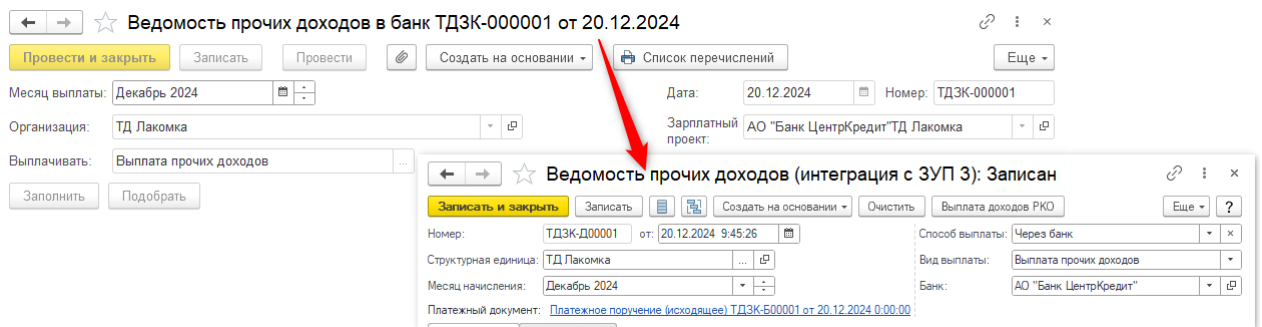 Ведомость прочих доходов в банк ТДЗК-000001 от 20.12.2024
Провести и закрыть Записать Провести Создать на основании Список перечислений Еще
Месяц выплаты: Декабрь 2024 Дата: 20.12.2024 Номер: ТДЗК-000001
Организация: ТД Лакомка Зарплатный проект: АО "Банк ЦентрКредит"ТД Лакомка
Выплачивать: Выплата прочих доходов
Заполнить Подобрать
Ведомость прочих доходов (интеграция с ЗУП 3): Записан
Записать и закрыть Записать Создать на основании Очистить Выплата доходов РКО Еще ?
Номер: ТДЗК-Д00001 от: 20.12.2024 9:45:26 Способ выплаты: Через банк
Структурная единица: ТД Лакомка Вид выплаты: Выплата прочих доходов
Месяц начисления: Декабрь 2024 Банк: АО "Банк ЦентрКредит"
Платежный документ: Платежное поручение (исходящее) ТДЗК-Б00001 от 20.12.2024 0:00:00